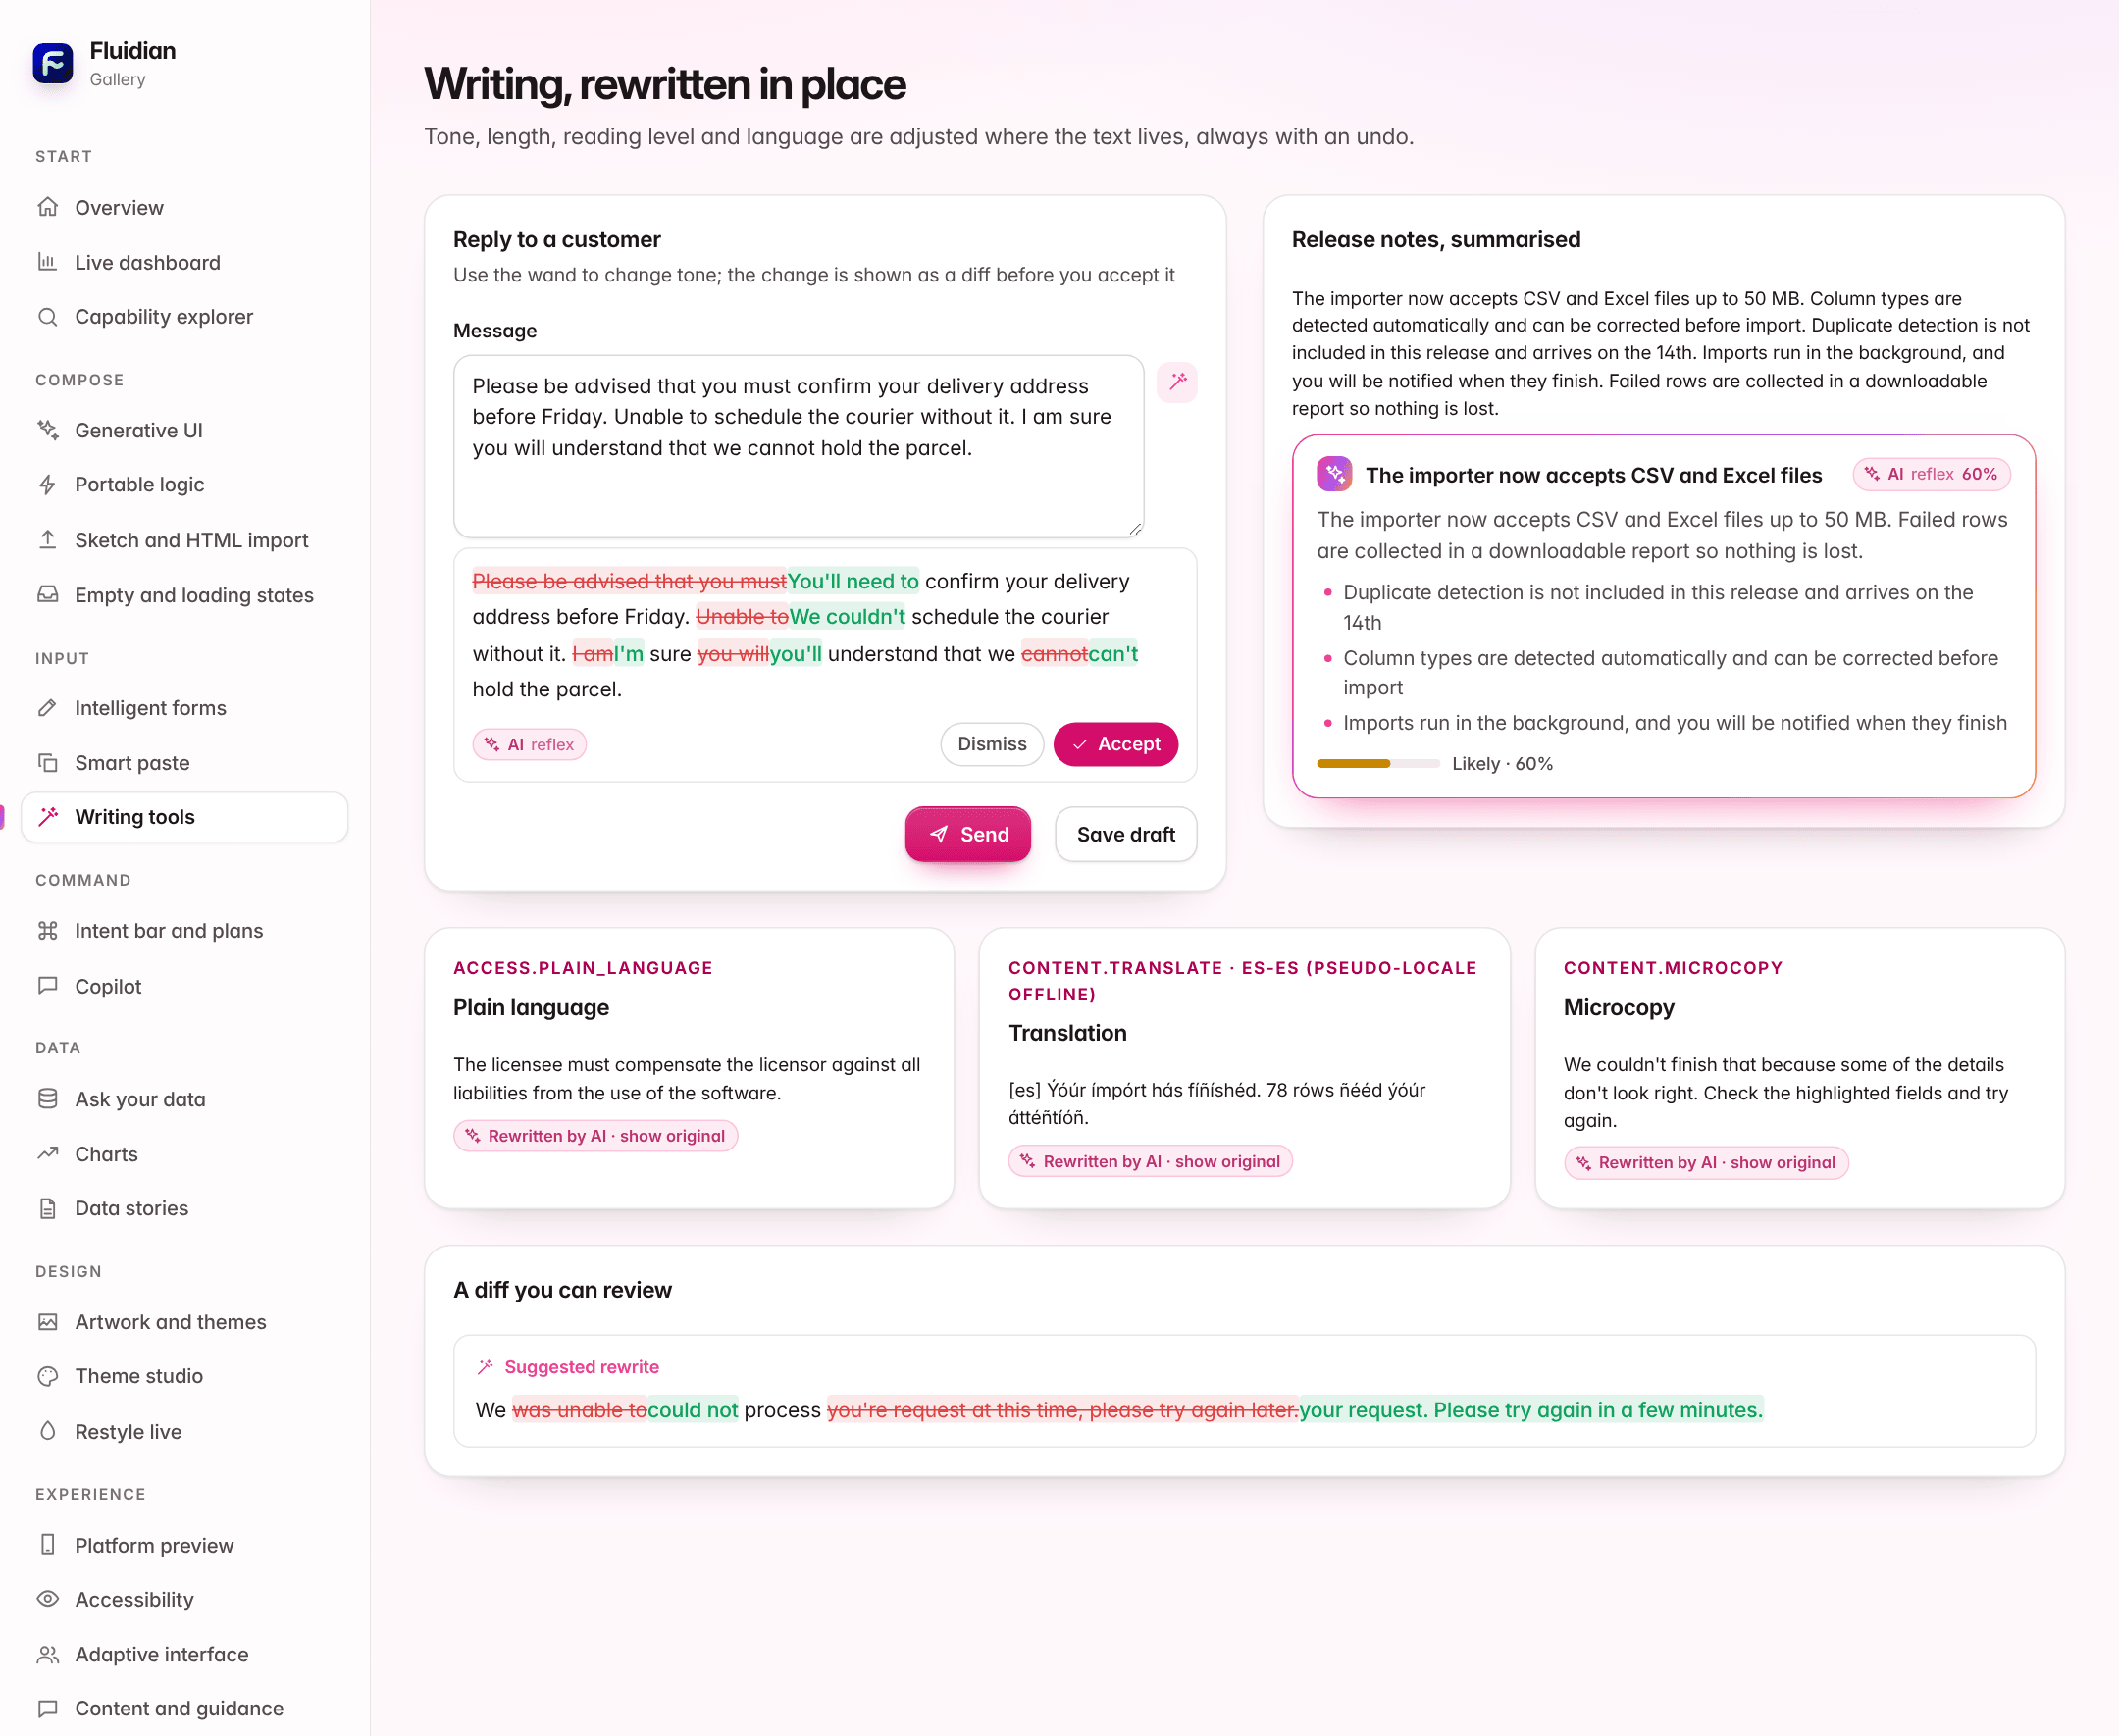 Fluidian
Gallery
START
Overview
Live dashboard
Capability explorer
COMPOSE
Generative UI
Portable logic
Sketch and HTML import
Empty and loading states
INPUT
Intelligent forms
Smart paste
Writing tools
COMMAND
Intent bar and plans
Copilot
DATA
Ask your data
Charts
Data stories
DESIGN
Artwork and themes
Theme studio
Restyle live
EXPERIENCE
Platform preview
Accessibility
Adaptive interface
Content and guidance
Writing, rewritten in place
Tone, length, reading level and language are adjusted where the text lives, always with an undo.
Reply to a customer
Use the wand to change tone; the change is shown as a diff before you accept it
Message
Please be advised that you must confirm your delivery address
before Friday. Unable to schedule the courier without it. I am sure
you will understand that we cannot hold the parcel.
Please be advised that you mustYou'll need to confirm your delivery
address before Friday. Unable toWe couldn't schedule the courier
without it. I amI'm sure you willyou'll understand that we cannotcan't
hold the parcel.
AI reflex
Dismiss
Accept
Send
Save draft
Release notes, summarised
The importer now accepts CSV and Excel files up to 50 MB. Column types are
detected automatically and can be corrected before import. Duplicate detection is not
included in this release and arrives on the 14th. Imports run in the background, and
you will be notified when they finish. Failed rows are collected in a downloadable
report so nothing is lost.
The importer now accepts CSV and Excel files
AI reflex 60%
The importer now accepts CSV and Excel files up to 50 MB. Failed rows
are collected in a downloadable report so nothing is lost.
Duplicate detection is not included in this release and arrives on the
14th
Column types are detected automatically and can be corrected before
import
Imports run in the background, and you will be notified when they finish
Likely · 60%
ACCESS.PLAIN_LANGUAGE
Plain language
The licensee must compensate the licensor against all
liabilities from the use of the software.
Rewritten by AI · show original
CONTENT.TRANSLATE · ES-ES (PSEUDO-LOCALE
OFFLINE)
Translation
[es] Ýóúr ímpórt hás fíñíshéd. 78 róws ñééd ýóúr
áttéñtíóñ.
Rewritten by AI · show original
CONTENT.MICROCOPY
Microcopy
We couldn't finish that because some of the details
don't look right. Check the highlighted fields and try
again.
Rewritten by AI · show original
A diff you can review
Suggested rewrite
We was unable tocould not process you're request at this time, please try again later.your request. Please try again in a few minutes.